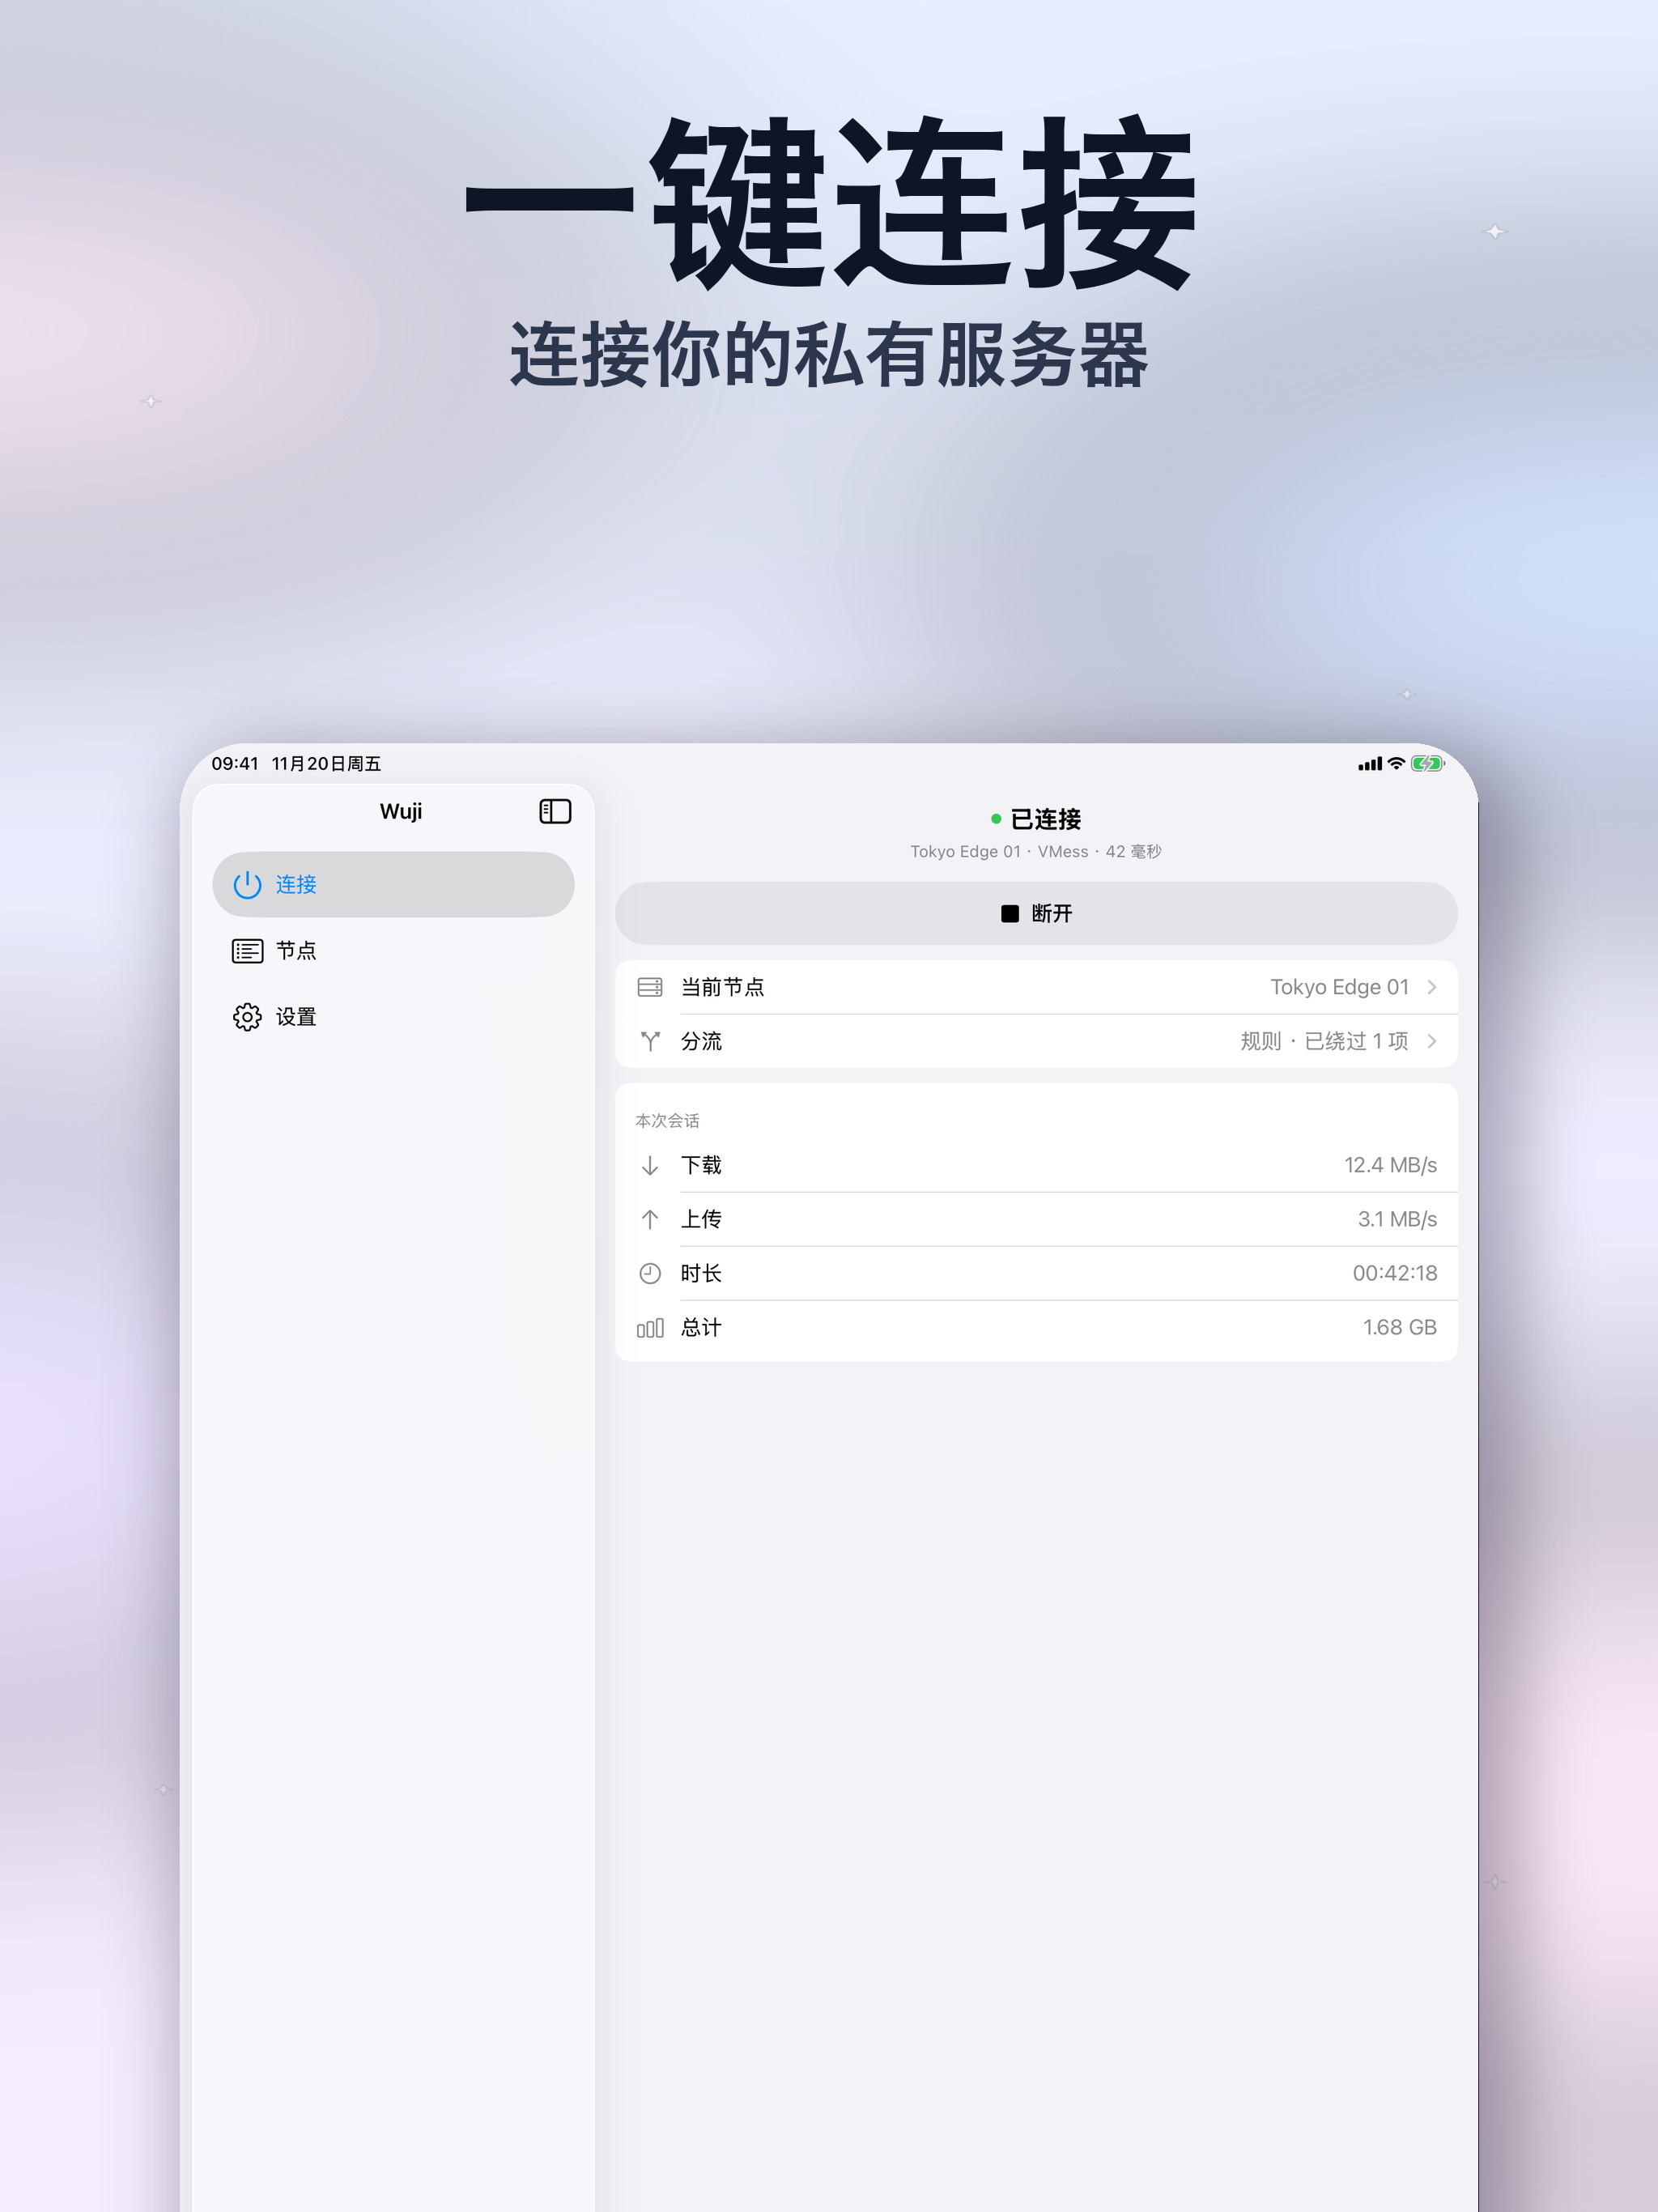 一键连接
连接你的私有服务器
09:41 11月20日周五
Wuji
连接
节点
设置
已连接
Tokyo Edge 01 · VMess · 42 毫秒
断开
当前节点 Tokyo Edge 01
分流 规则 · 已绕过 1 项
本次会话
下载 12.4 MB/s
上传 3.1 MB/s
时长 00:42:18
总计 1.68 GB